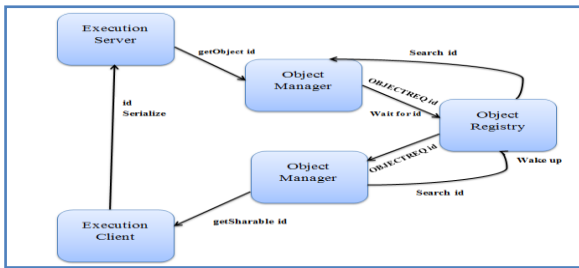 Execution
Server
getObject id
Search id
Object
Manager
OBJECTREQ id
Wait for id
Object
Registry
id
Serialize
Object
Manager
OBJECTREQ id
Wake up
Search id
getSharable id
Execution
Client